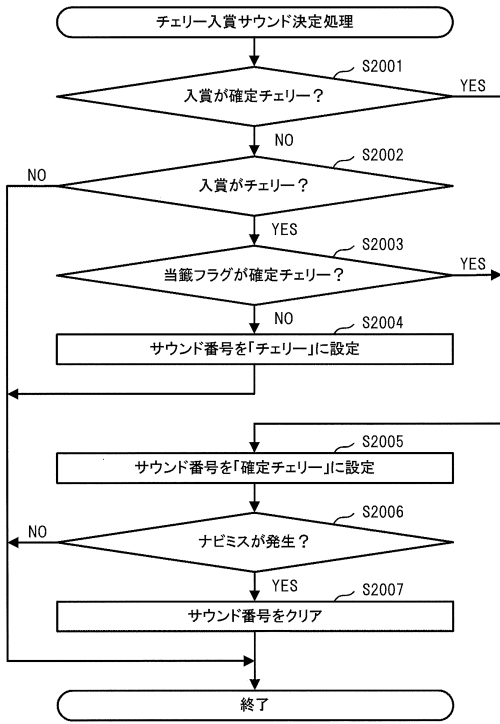 チェリー入賞サウンド決定処理
S2001
YES
入賞が確定チェリー？
NO
S2002
NO
入賞がチェリー？
YES
S2003
YES
当籤フラグが確定チェリー？
NO
S2004
サウンド番号を「チェリー」に設定
S2005
サウンド番号を「確定チェリー」に設定
S2006
NO
ナビミスが発生？
YES
S2007
サウンド番号をクリア
終了